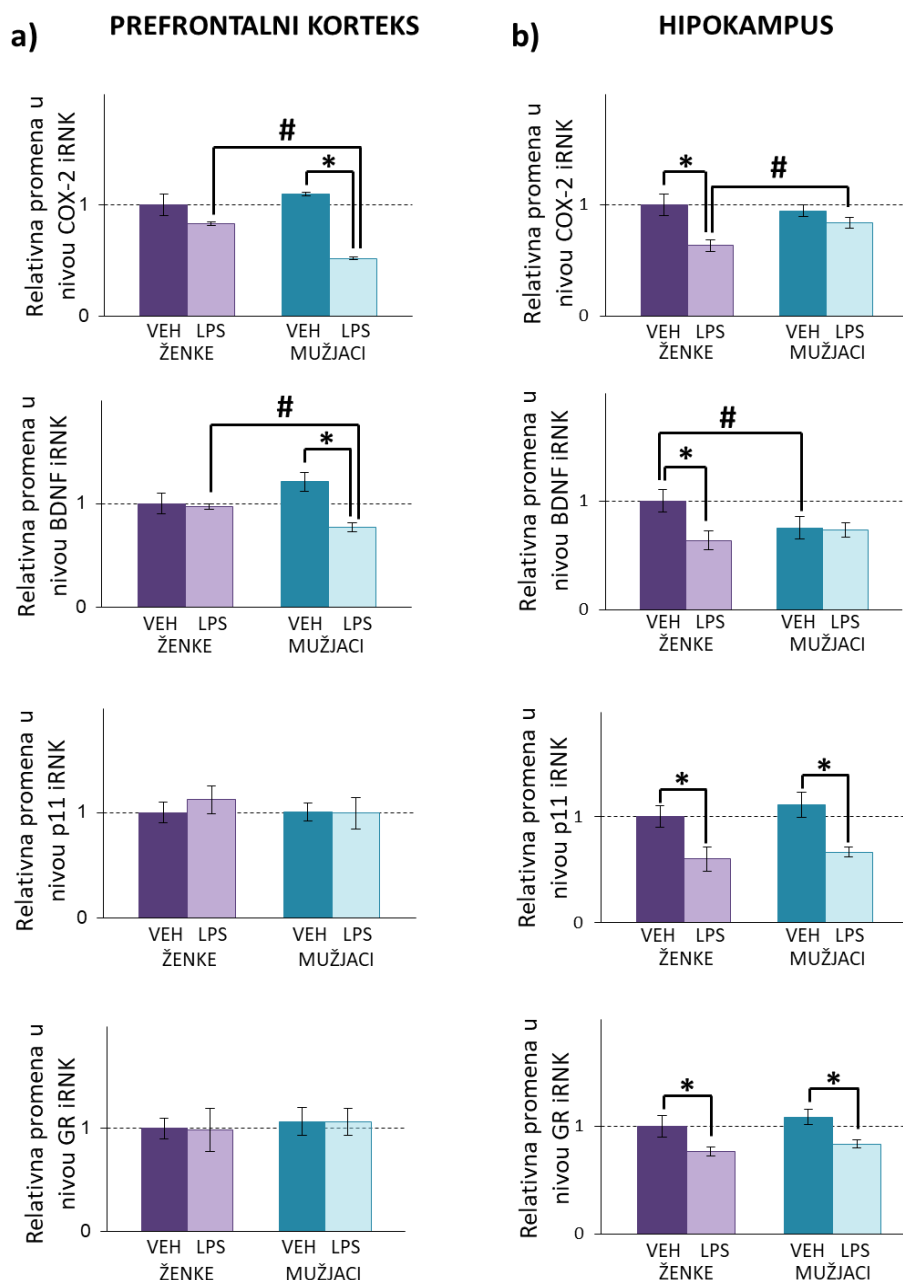 a) PREFRONTALNI KORTEKS
b) HIPOKAMPUS
Relativna promena u
nivou COX-2 iRNK
1
0
#
*
VEH LPS VEH LPS
ŽENKE MUŽJACI
Relativna promena u
nivou COX-2 iRNK
1
0
*
#
VEH LPS VEH LPS
ŽENKE MUŽJACI
Relativna promena u
nivou BDNF iRNK
1
0
#
*
VEH LPS VEH LPS
ŽENKE MUŽJACI
Relativna promena u
nivou BDNF iRNK
1
0
#
*
VEH LPS VEH LPS
ŽENKE MUŽJACI
Relativna promena u
nivou p11 iRNK
1
0
VEH LPS VEH LPS
ŽENKE MUŽJACI
Relativna promena u
nivou p11 iRNK
1
0
* *
VEH LPS VEH LPS
ŽENKE MUŽJACI
Relativna promena u
nivou GR iRNK
1
0
VEH LPS VEH LPS
ŽENKE MUŽJACI
Relativna promena u
nivou GR iRNK
1
0
* *
VEH LPS VEH LPS
ŽENKE MUŽJACI